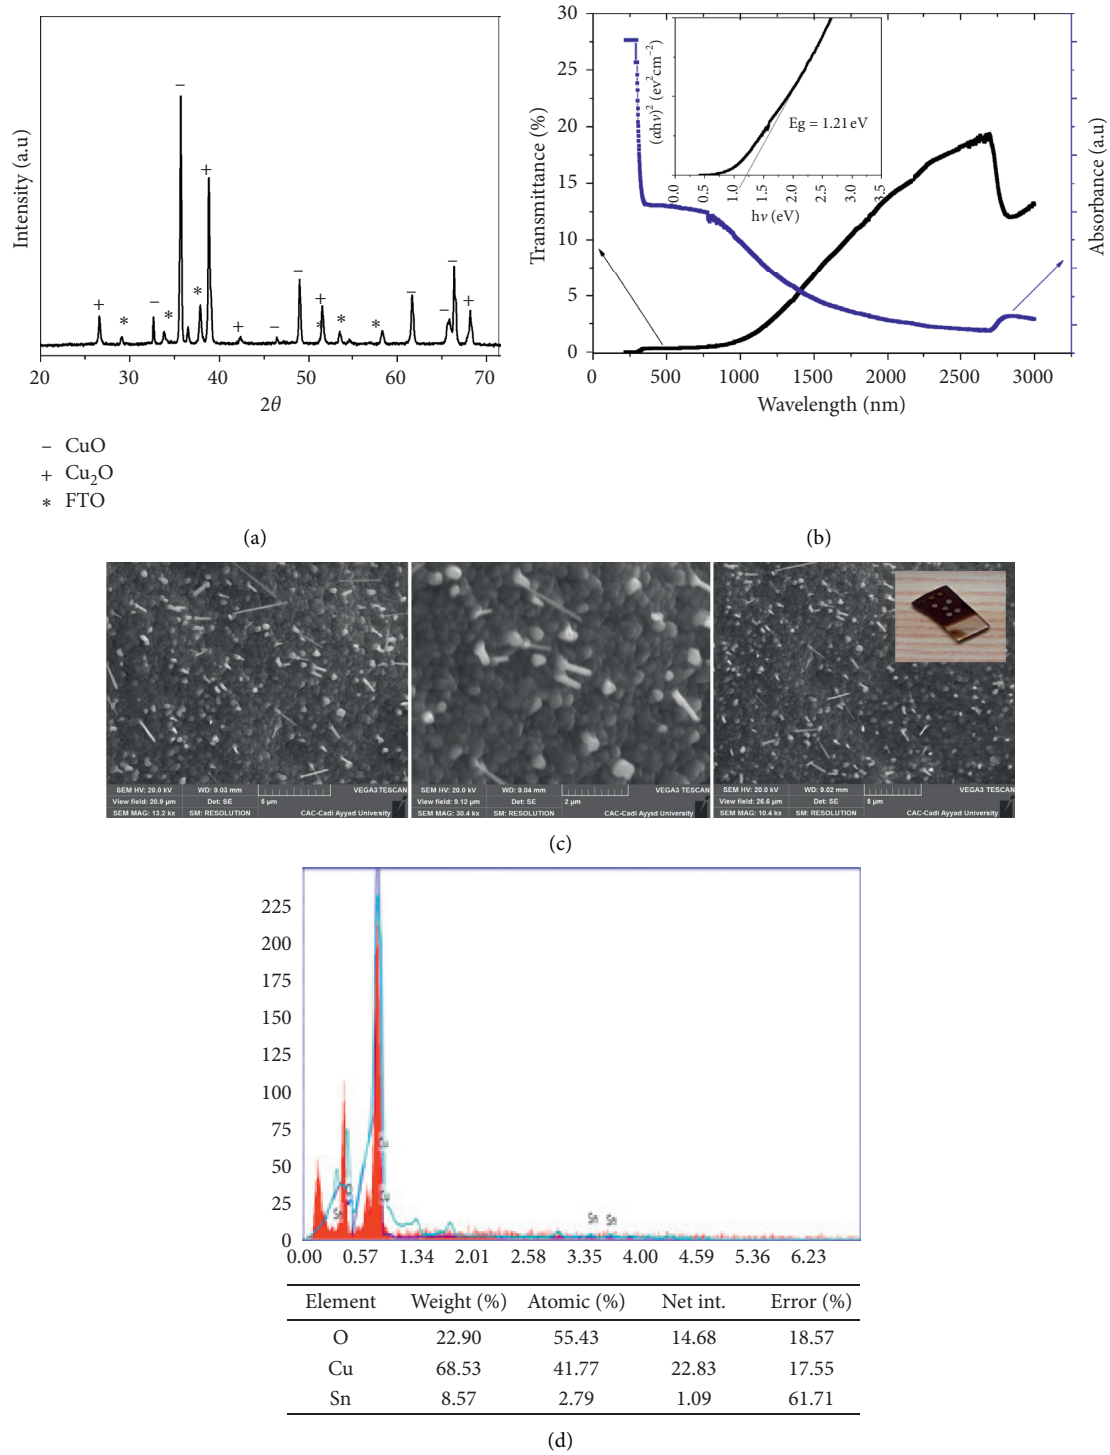 Intensity (a.u)
− + − * * * + + − − + * * * − − − +
20 30 40 50 60 70
2θ
− CuO
+ Cu₂O
* FTO
(a)
30
25
20
15
10
5
0
Transmittance (%)
0 500 1000 1500 2000 2500 3000
Wavelength (nm)
Absorbance (a.u)
(αhν)² (ev²cm⁻²)
Eg = 1.21 eV
0.0 0.5 1.0 1.5 2.0 2.5 3.0 3.5
hν (eV)
(b)
SEM HV: 20.0 kV WD: 9.03 mm VEGA3 TESCAN
View field: 20.9 µm Det: SE 5 µm
SEM MAG: 13.2 kx SM: RESOLUTION CAC-Cadi Ayyad University
SEM HV: 20.0 kV WD: 9.04 mm VEGA3 TESCAN
View field: 9.12 µm Det: SE 2 µm
SEM MAG: 30.4 kx SM: RESOLUTION CAC-Cadi Ayyad University
SEM HV: 20.0 kV WD: 9.02 mm VEGA3 TESCAN
View field: 26.6 µm Det: SE 5 µm
SEM MAG: 10.4 kx SM: RESOLUTION CAC-Cadi Ayyad University
(c)
225
200
175
150
125
100
75
50
25
0
Cu
Cu
O
Sn
Sn Sn
0.00 0.57 1.34 2.01 2.58 3.35 4.00 4.59 5.36 6.23
Element Weight (%) Atomic (%) Net int. Error (%)
O 22.90 55.43 14.68 18.57
Cu 68.53 41.77 22.83 17.55
Sn 8.57 2.79 1.09 61.71
(d)